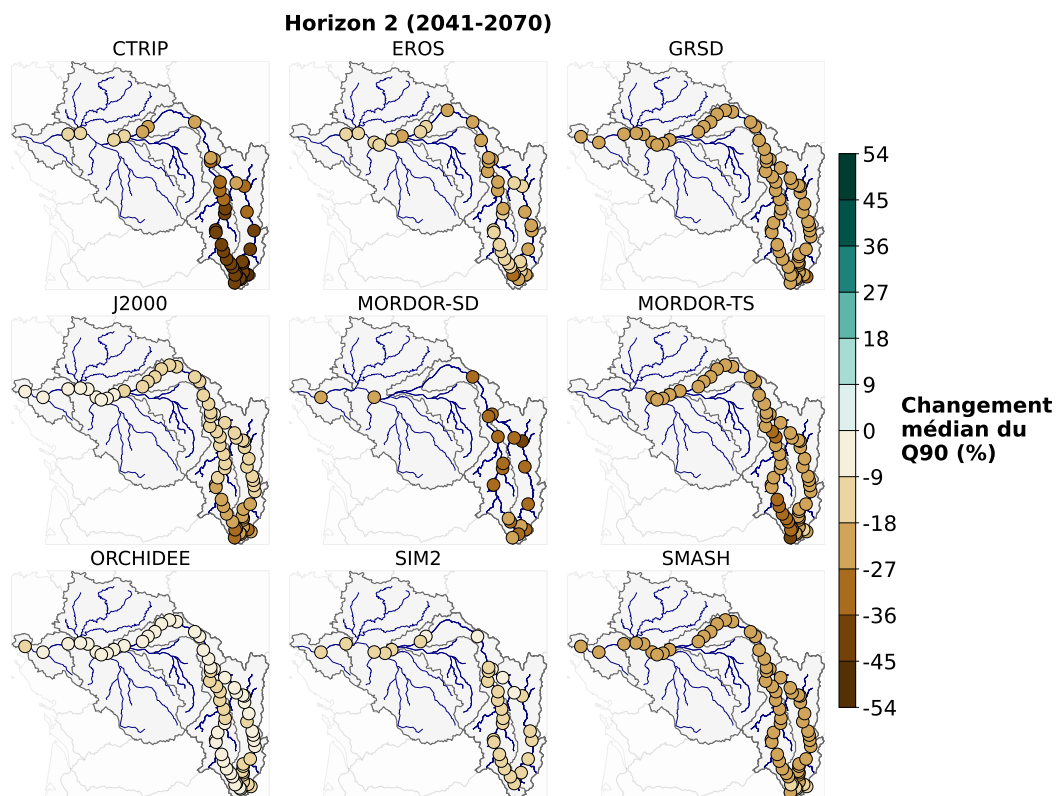 Horizon 2 (2041-2070)
CTRIP
EROS
GRSD
J2000
MORDOR-SD
MORDOR-TS
ORCHIDEE
SIM2
SMASH
54
45
36
27
18
9
0
-9
-18
-27
-36
-45
-54
Changement
médian du
Q90 (%)